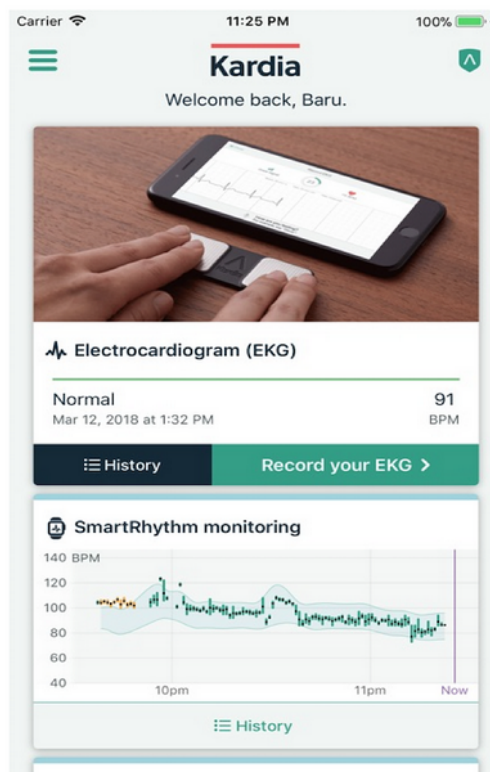 Carrier 11:25 PM 100%
Kardia
Welcome back, Baru.
Electrocardiogram (EKG)
Normal 91
Mar 12, 2018 at 1:32 PM BPM
History Record your EKG >
SmartRhythm monitoring
140 BPM
120
100
80
60
40
10pm 11pm Now
History